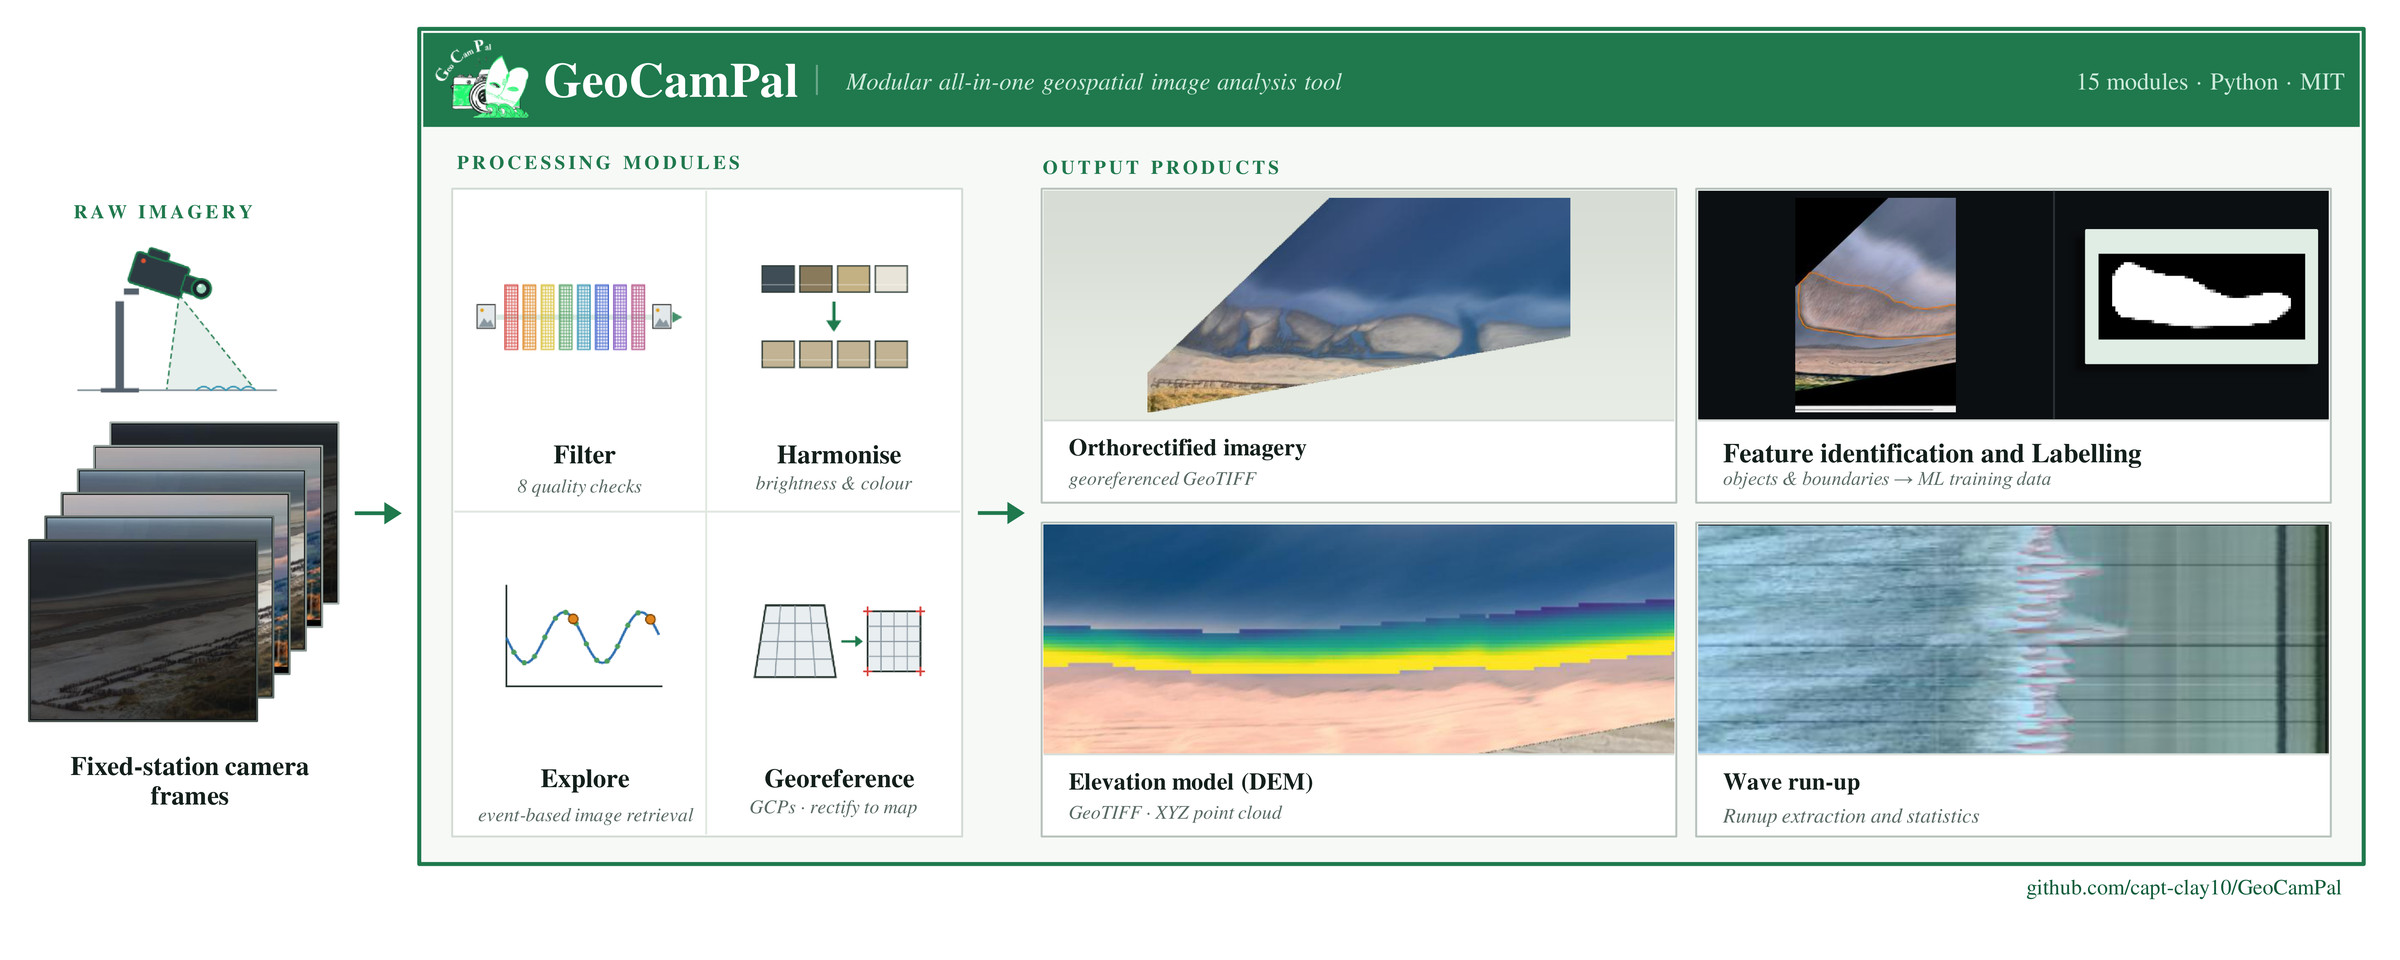 Geo Cam Pal
GeoCamPal
Modular all-in-one geospatial image analysis tool
15 modules · Python · MIT
RAW IMAGERY
Fixed-station camera
frames
PROCESSING MODULES
Filter
8 quality checks
Harmonise
brightness & colour
Explore
event-based image retrieval
Georeference
GCPs · rectify to map
OUTPUT PRODUCTS
Orthorectified imagery
georeferenced GeoTIFF
Feature identification and Labelling
objects & boundaries → ML training data
Elevation model (DEM)
GeoTIFF · XYZ point cloud
Wave run-up
Runup extraction and statistics
github.com/capt-clay10/GeoCamPal